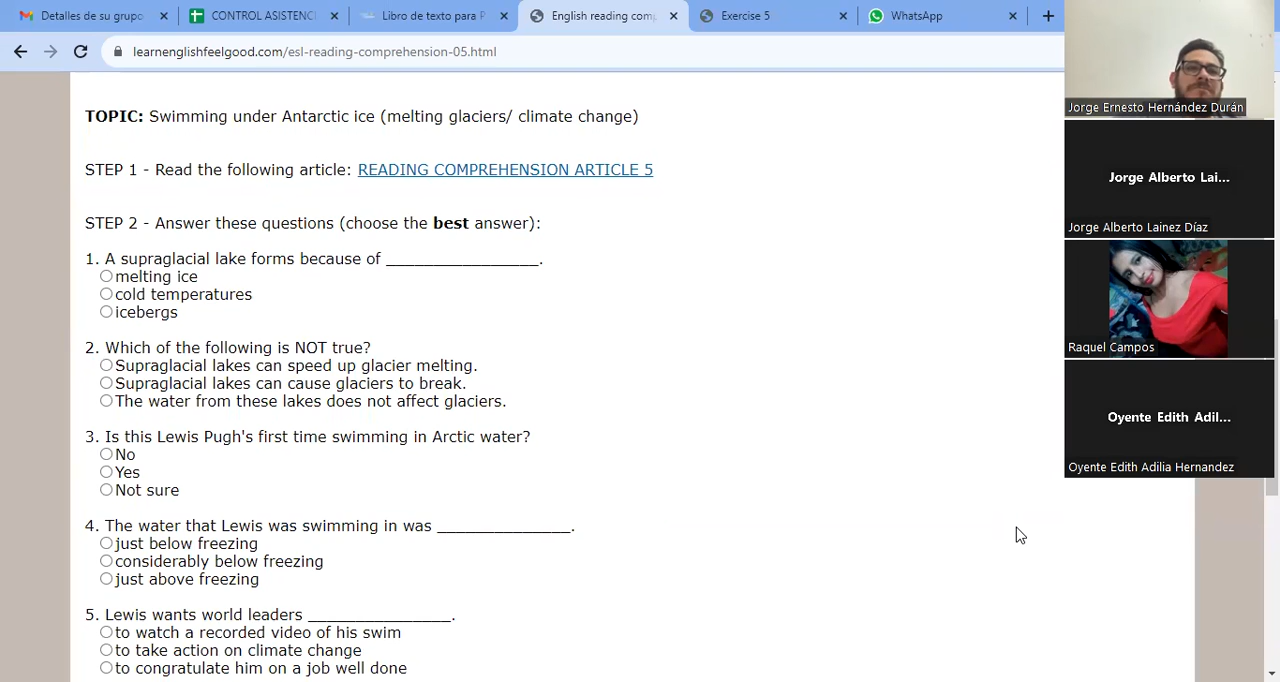 Detalles de su grupo
CONTROL ASISTENCI
Libro de texto para P
English reading comp
Exercise 5
WhatsApp
learnenglishfeelgood.com/esl-reading-comprehension-05.html
TOPIC: Swimming under Antarctic ice (melting glaciers/ climate change)
STEP 1 - Read the following article: READING COMPREHENSION ARTICLE 5
STEP 2 - Answer these questions (choose the best answer):
1. A supraglacial lake forms because of ________________.
melting ice
cold temperatures
icebergs
2. Which of the following is NOT true?
Supraglacial lakes can speed up glacier melting.
Supraglacial lakes can cause glaciers to break.
The water from these lakes does not affect glaciers.
3. Is this Lewis Pugh's first time swimming in Arctic water?
No
Yes
Not sure
4. The water that Lewis was swimming in was ______________.
just below freezing
considerably below freezing
just above freezing
5. Lewis wants world leaders _______________.
to watch a recorded video of his swim
to take action on climate change
to congratulate him on a job well done
Jorge Ernesto Hernández Durán
Jorge Alberto Lai...
Jorge Alberto Lainez Díaz
Raquel Campos
Oyente Edith Adil...
Oyente Edith Adilia Hernandez